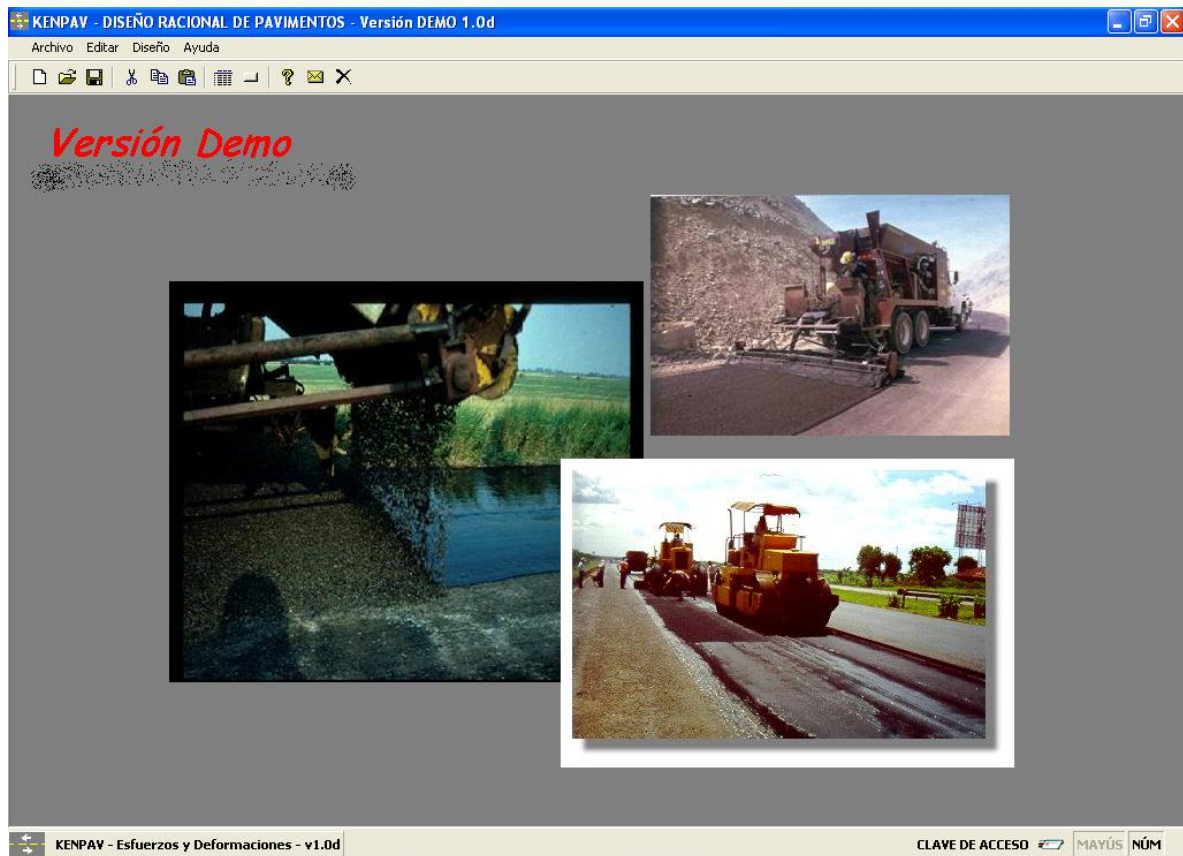 KENPAV - DISEÑO RACIONAL DE PAVIMENTOS - Versión DEMO 1.0d
Archivo Editar Diseño Ayuda
Versión Demo
KENPAV - Esfuerzos y Deformaciones - v1.0d CLAVE DE ACCESO MAYÚS NÚM